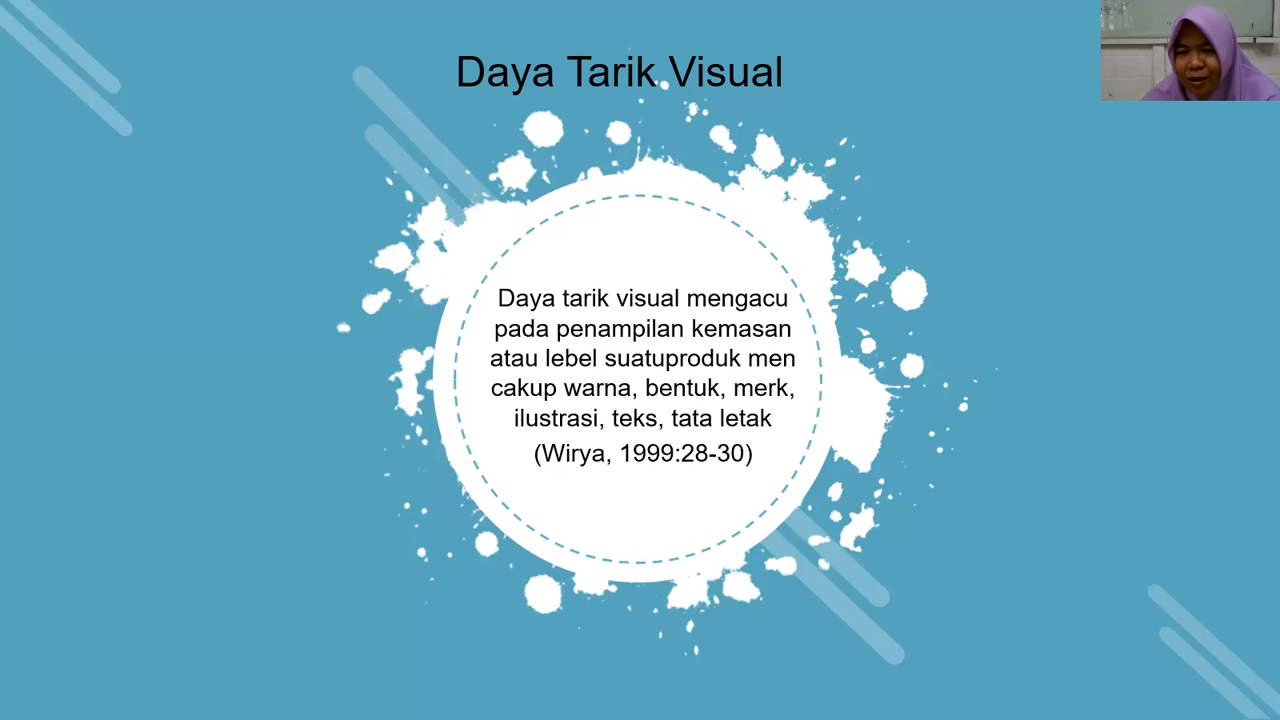 Daya Tarik Visual
Daya tarik visual mengacu
pada penampilan kemasan
atau lebel suatuproduk men
cakup warna, bentuk, merk,
ilustrasi, teks, tata letak
(Wirya, 1999:28-30)